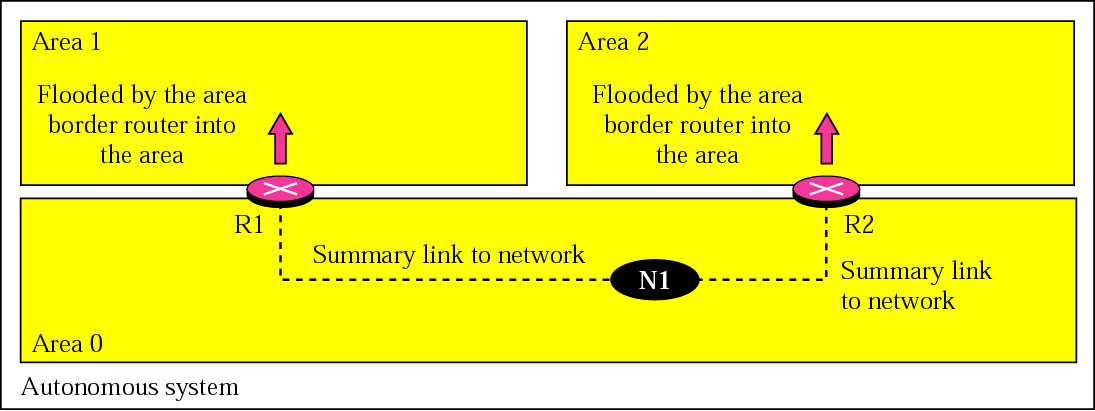 Area 1
Flooded by the area
border router into
the area
Area 2
Flooded by the area
border router into
the area
R1
R2
Summary link to network
N1
Summary link
to network
Area 0
Autonomous system